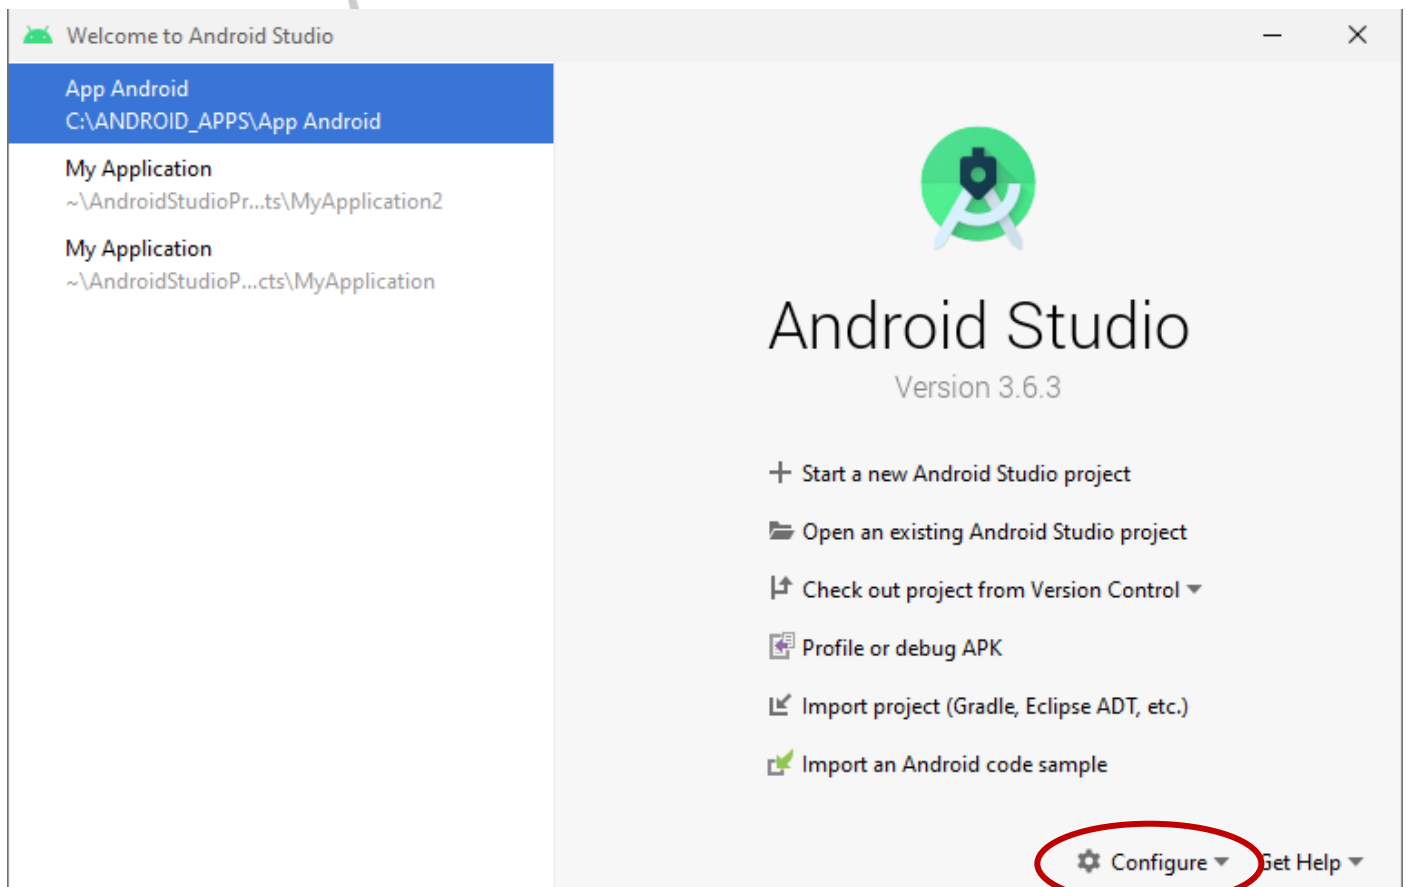 Welcome to Android Studio
App Android
C:\ANDROID_APPS\App Android
My Application
~\AndroidStudioPr...ts\MyApplication2
My Application
~\AndroidStudioP...cts\MyApplication
Android Studio
Version 3.6.3
Start a new Android Studio project
Open an existing Android Studio project
Check out project from Version Control
Profile or debug APK
Import project (Gradle, Eclipse ADT, etc.)
Import an Android code sample
Configure Get Help